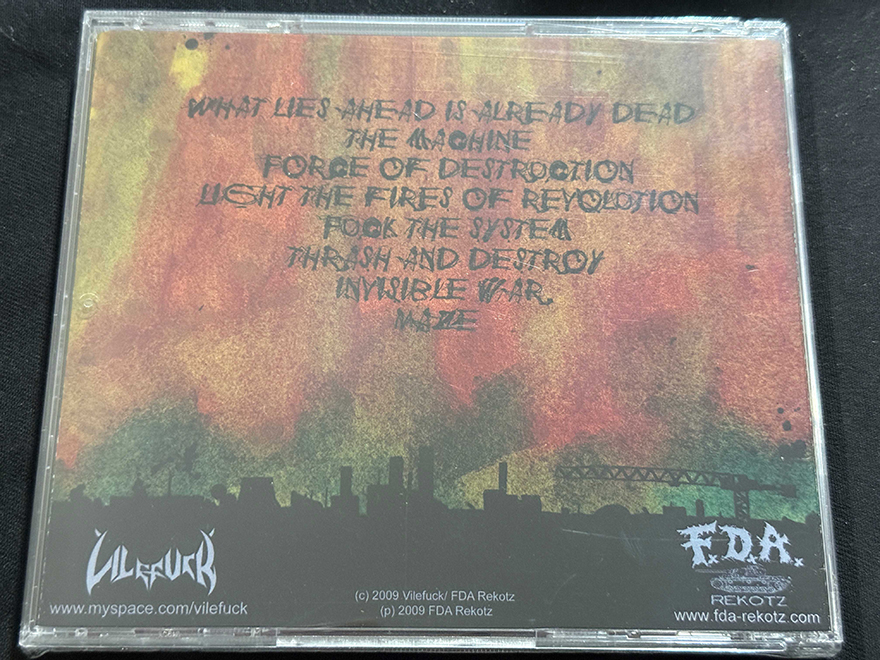 WHAT LIES AHEAD IS ALREADY DEAD
THE MACHINE
FORCE OF DESTRUCTION
LIGHT THE FIRES OF REVOLUTION
FUCK THE SYSTEM
THRASH AND DESTROY
INVISIBLE WAR
MAZE
VILEFUCK
www.myspace.com/vilefuck
(c) 2009 Vilefuck/ FDA Rekotz
(p) 2009 FDA Rekotz
F.D.A.
REKOTZ
www.fda-rekotz.com